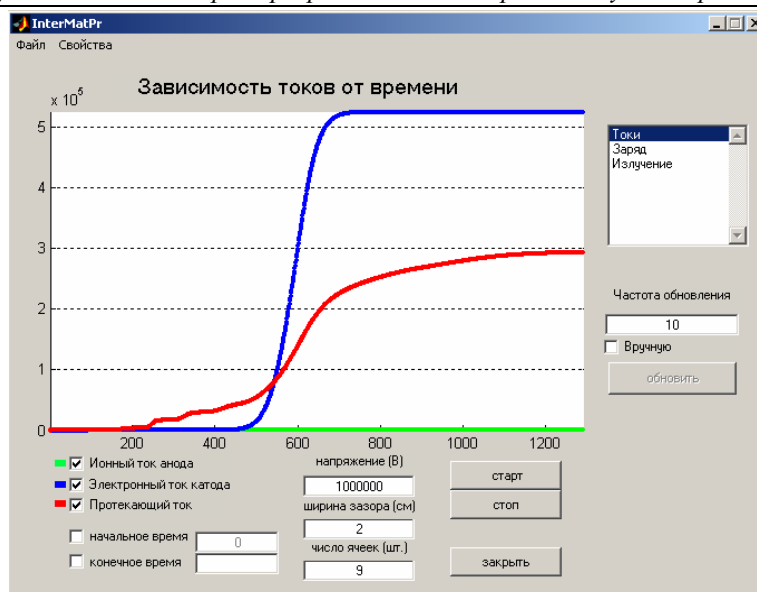 InterMatPr
Файл Свойства
Зависимость токов от времени
x 10^5
5
4
3
2
1
0
200 400 600 800 1000 1200
Токи
Заряд
Излучение
Частота обновления
10
Вручную
обновить
Ионный ток анода
Электронный ток катода
Протекающий ток
начальное время 0
конечное время
напряжение (В)
1000000
ширина зазора (см)
2
число ячеек (шт.)
9
старт
стоп
закрыть